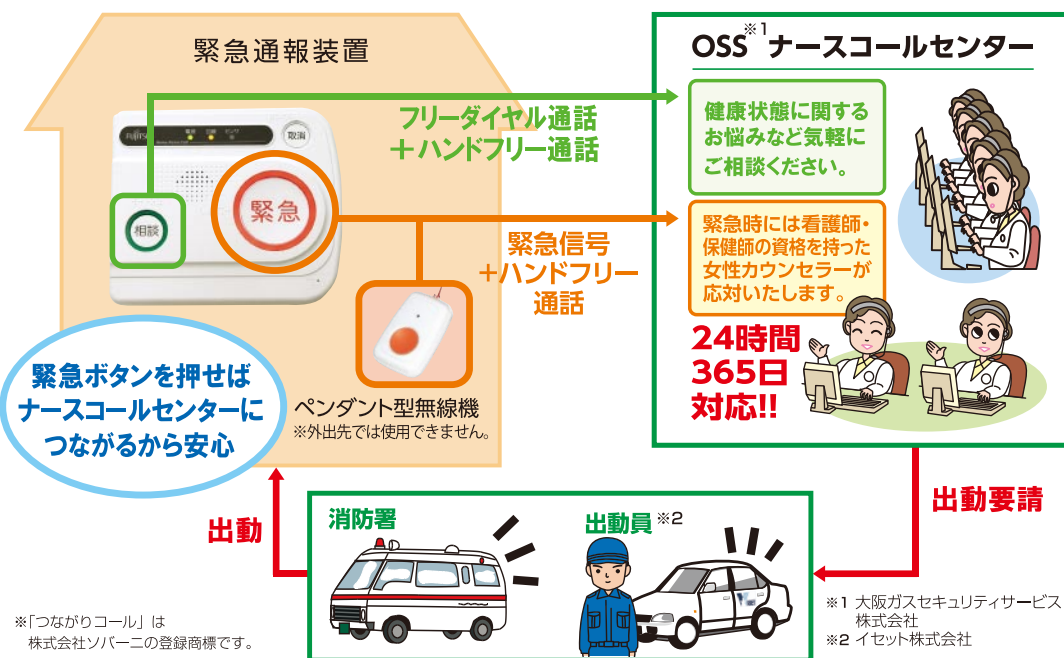 緊急通報装置
FUJITSU
電源
取消
相談
緊急
フリーダイヤル通話
＋ハンドフリー通話
緊急信号
＋ハンドフリー
通話
ペンダント型無線機
※外出先では使用できません。
緊急ボタンを押せば
ナースコールセンターに
つながるから安心
OSS※1ナースコールセンター
健康状態に関する
お悩みなど気軽に
ご相談ください。
緊急時には看護師・
保健師の資格を持った
女性カウンセラーが
応対いたします。
24時間
365日
対応!!
出動要請
出動
消防署
出動員※2
※1 大阪ガスセキュリティサービス
株式会社
※2 イセット株式会社
※「つながりコール」は
株式会社ソバーニの登録商標です。